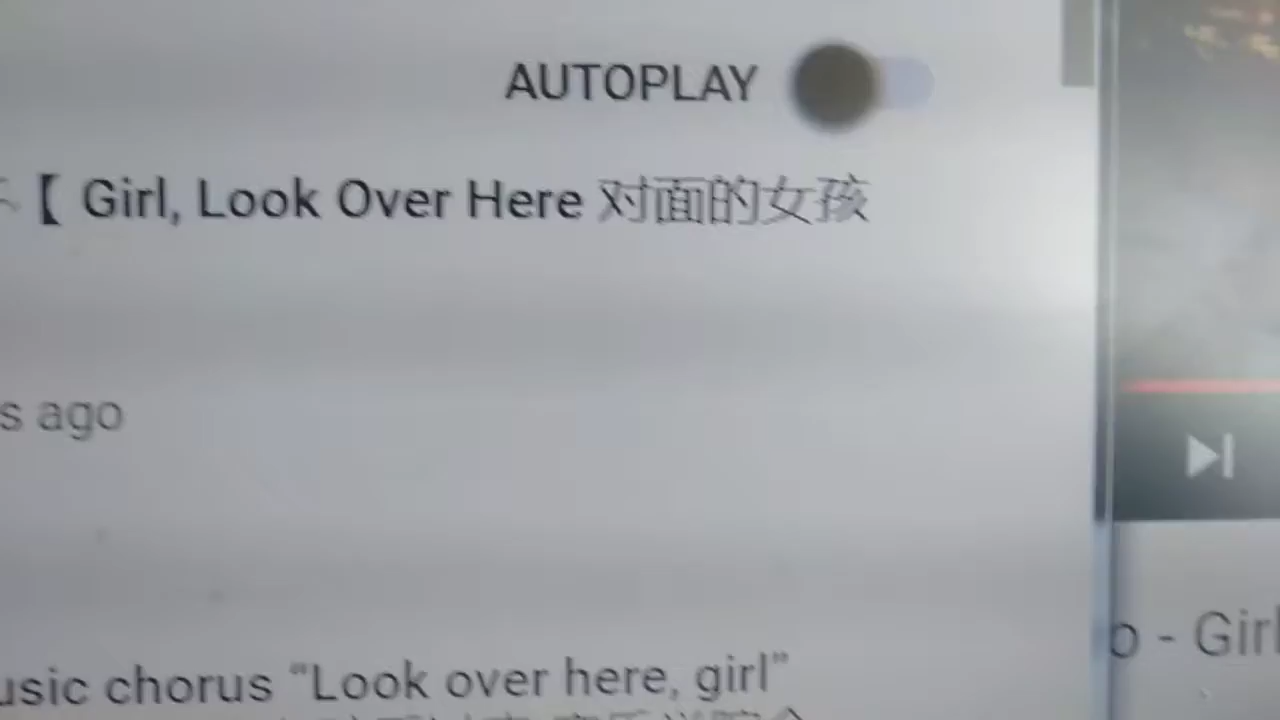 AUTOPLAY
【 Girl, Look Over Here 对面的女孩
s ago
o - Girl
usic chorus “Look over here, girl”